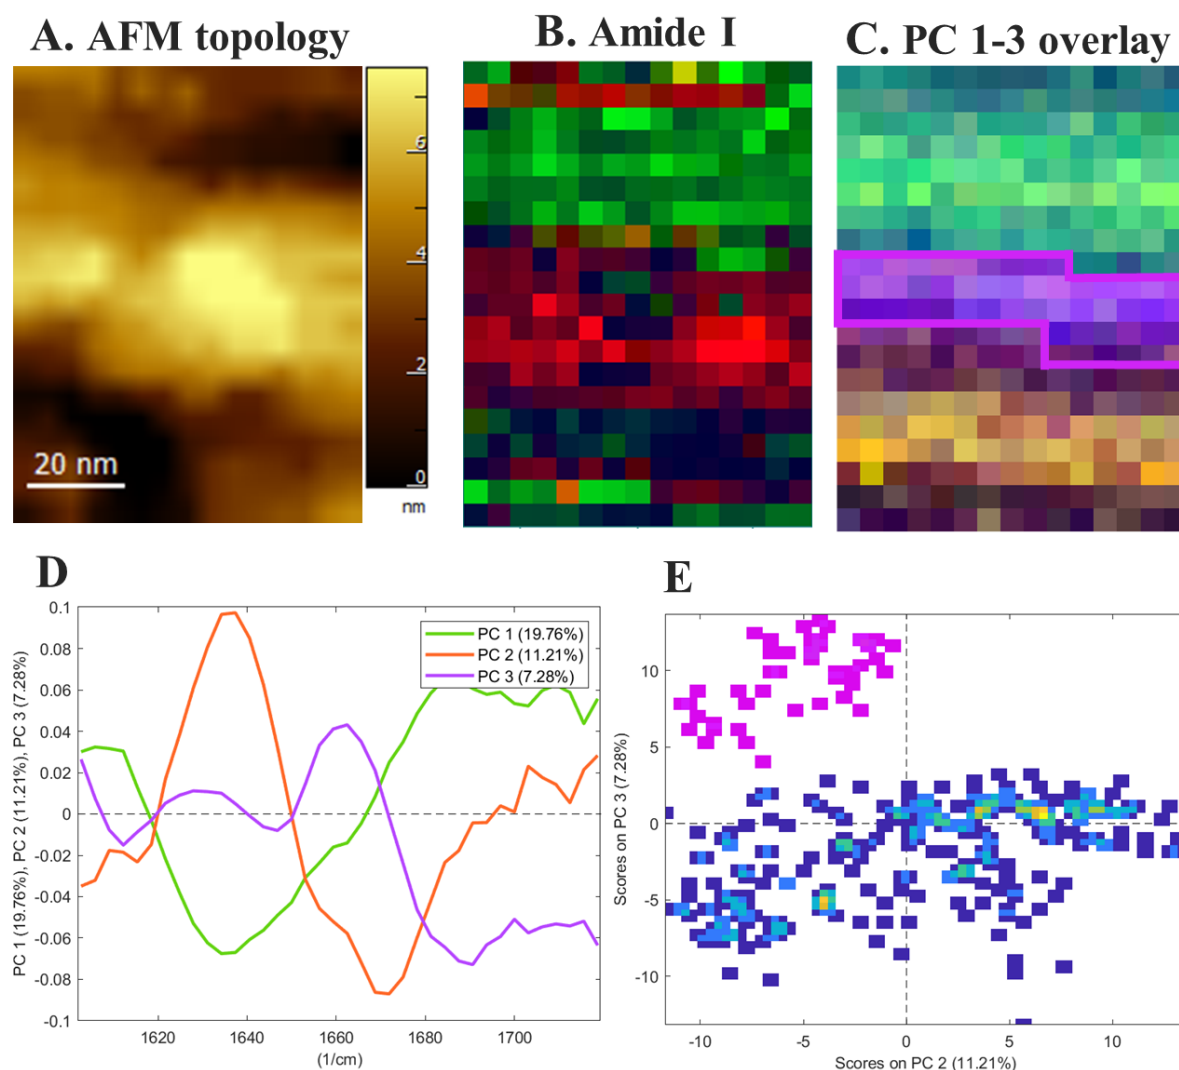 A. AFM topology
B. Amide I
C. PC 1-3 overlay
6
4
2
0
nm
20 nm
D
E
0.1
0.08
0.06
0.04
0.02
0
-0.02
-0.04
-0.06
-0.08
-0.1
PC 1 (19.76%), PC 2 (11.21%), PC 3 (7.28%)
PC 1 (19.76%)
PC 2 (11.21%)
PC 3 (7.28%)
1620
1640
1660
1680
1700
(1/cm)
10
5
0
-5
-10
Scores on PC 3 (7.28%)
-10
-5
0
5
10
Scores on PC 2 (11.21%)